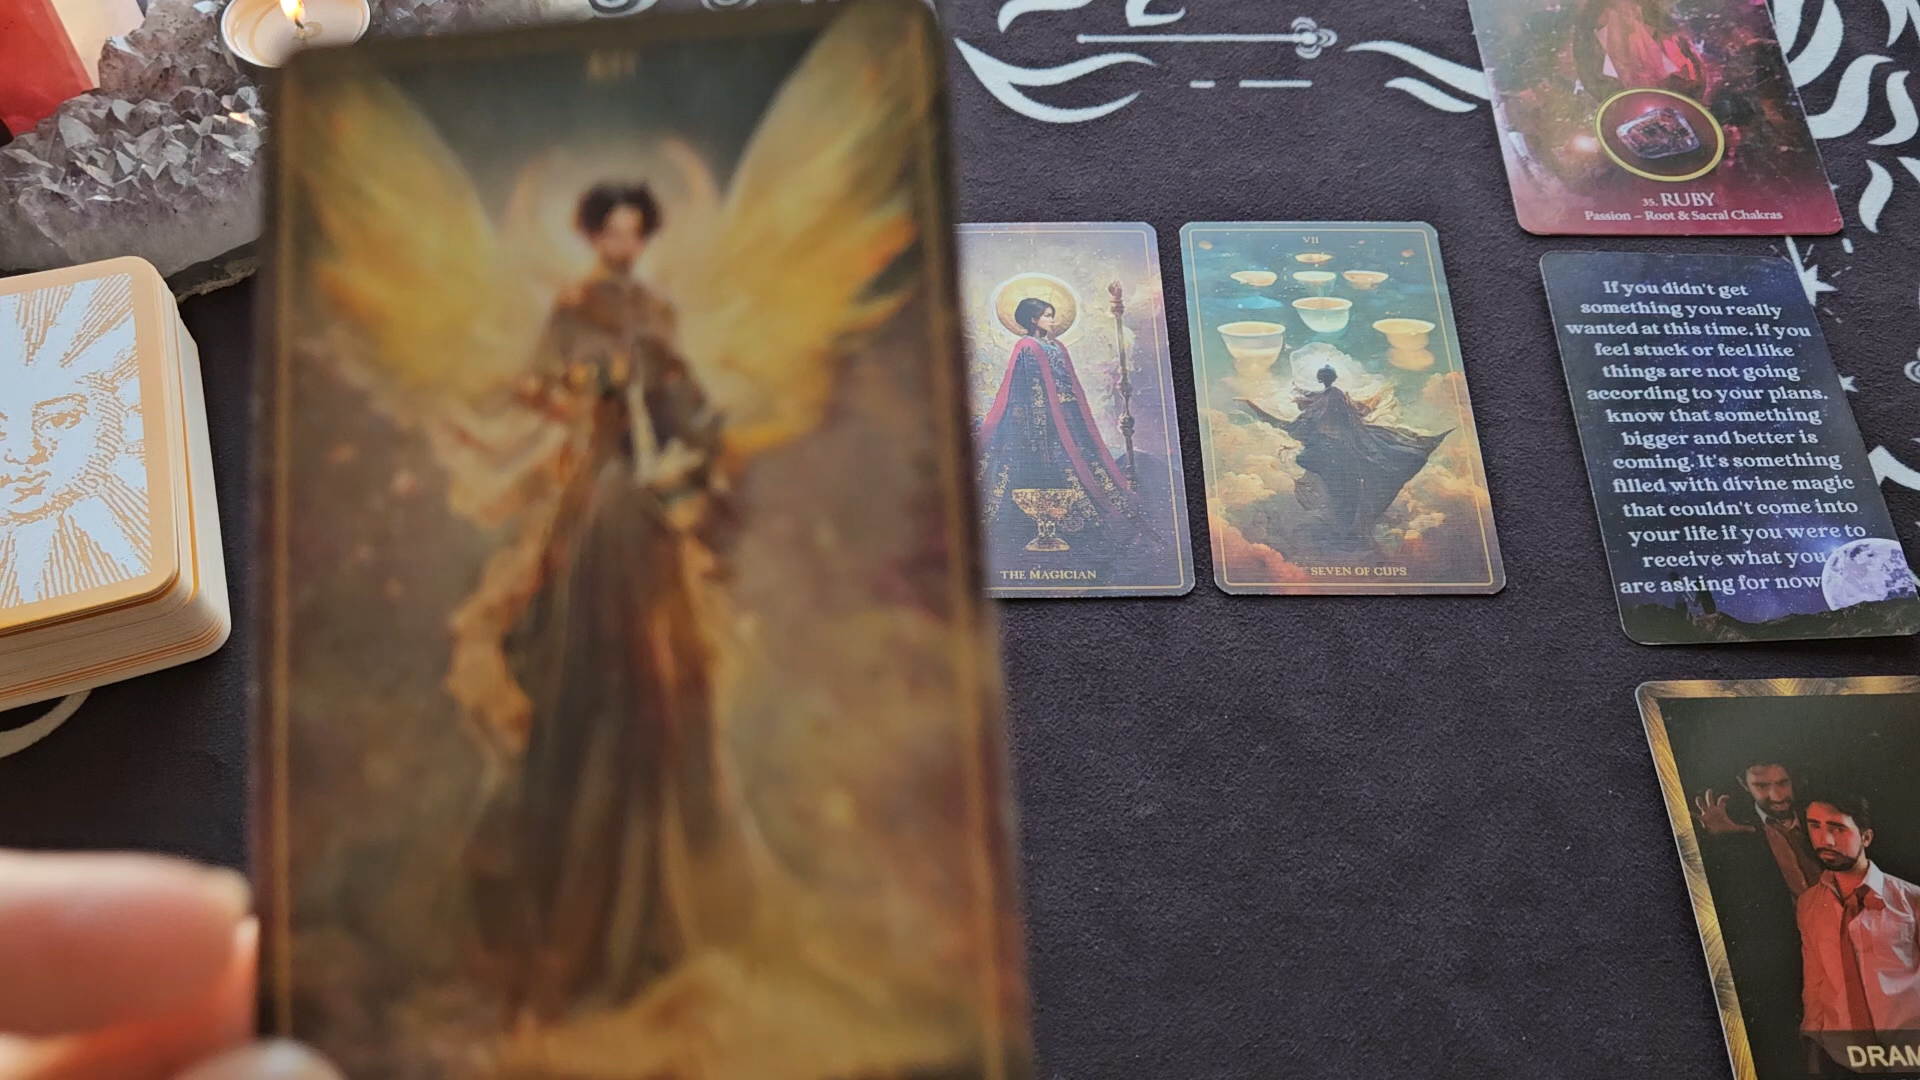 35. RUBY
Passion – Root & Sacral Chakras
THE MAGICIAN
VII
SEVEN OF CUPS
If you didn't get
something you really
wanted at this time, if you
feel stuck or feel like
things are not going
according to your plans,
know that something
bigger and better is
coming. It's something
filled with divine magic
that couldn't come into
your life if you were to
receive what you
are asking for now
DRAM